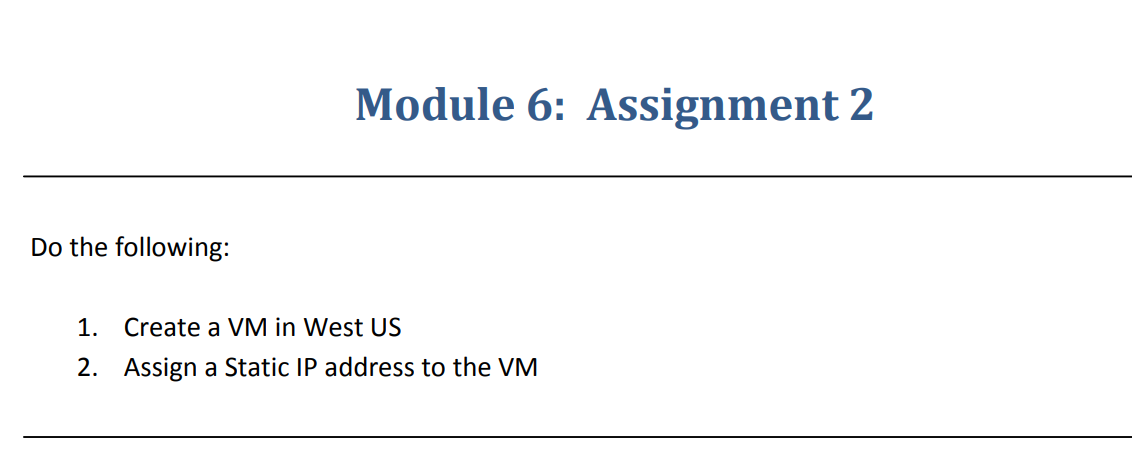 Module 6: Assignment 2
Do the following:
1. Create a VM in West US
2. Assign a Static IP address to the VM